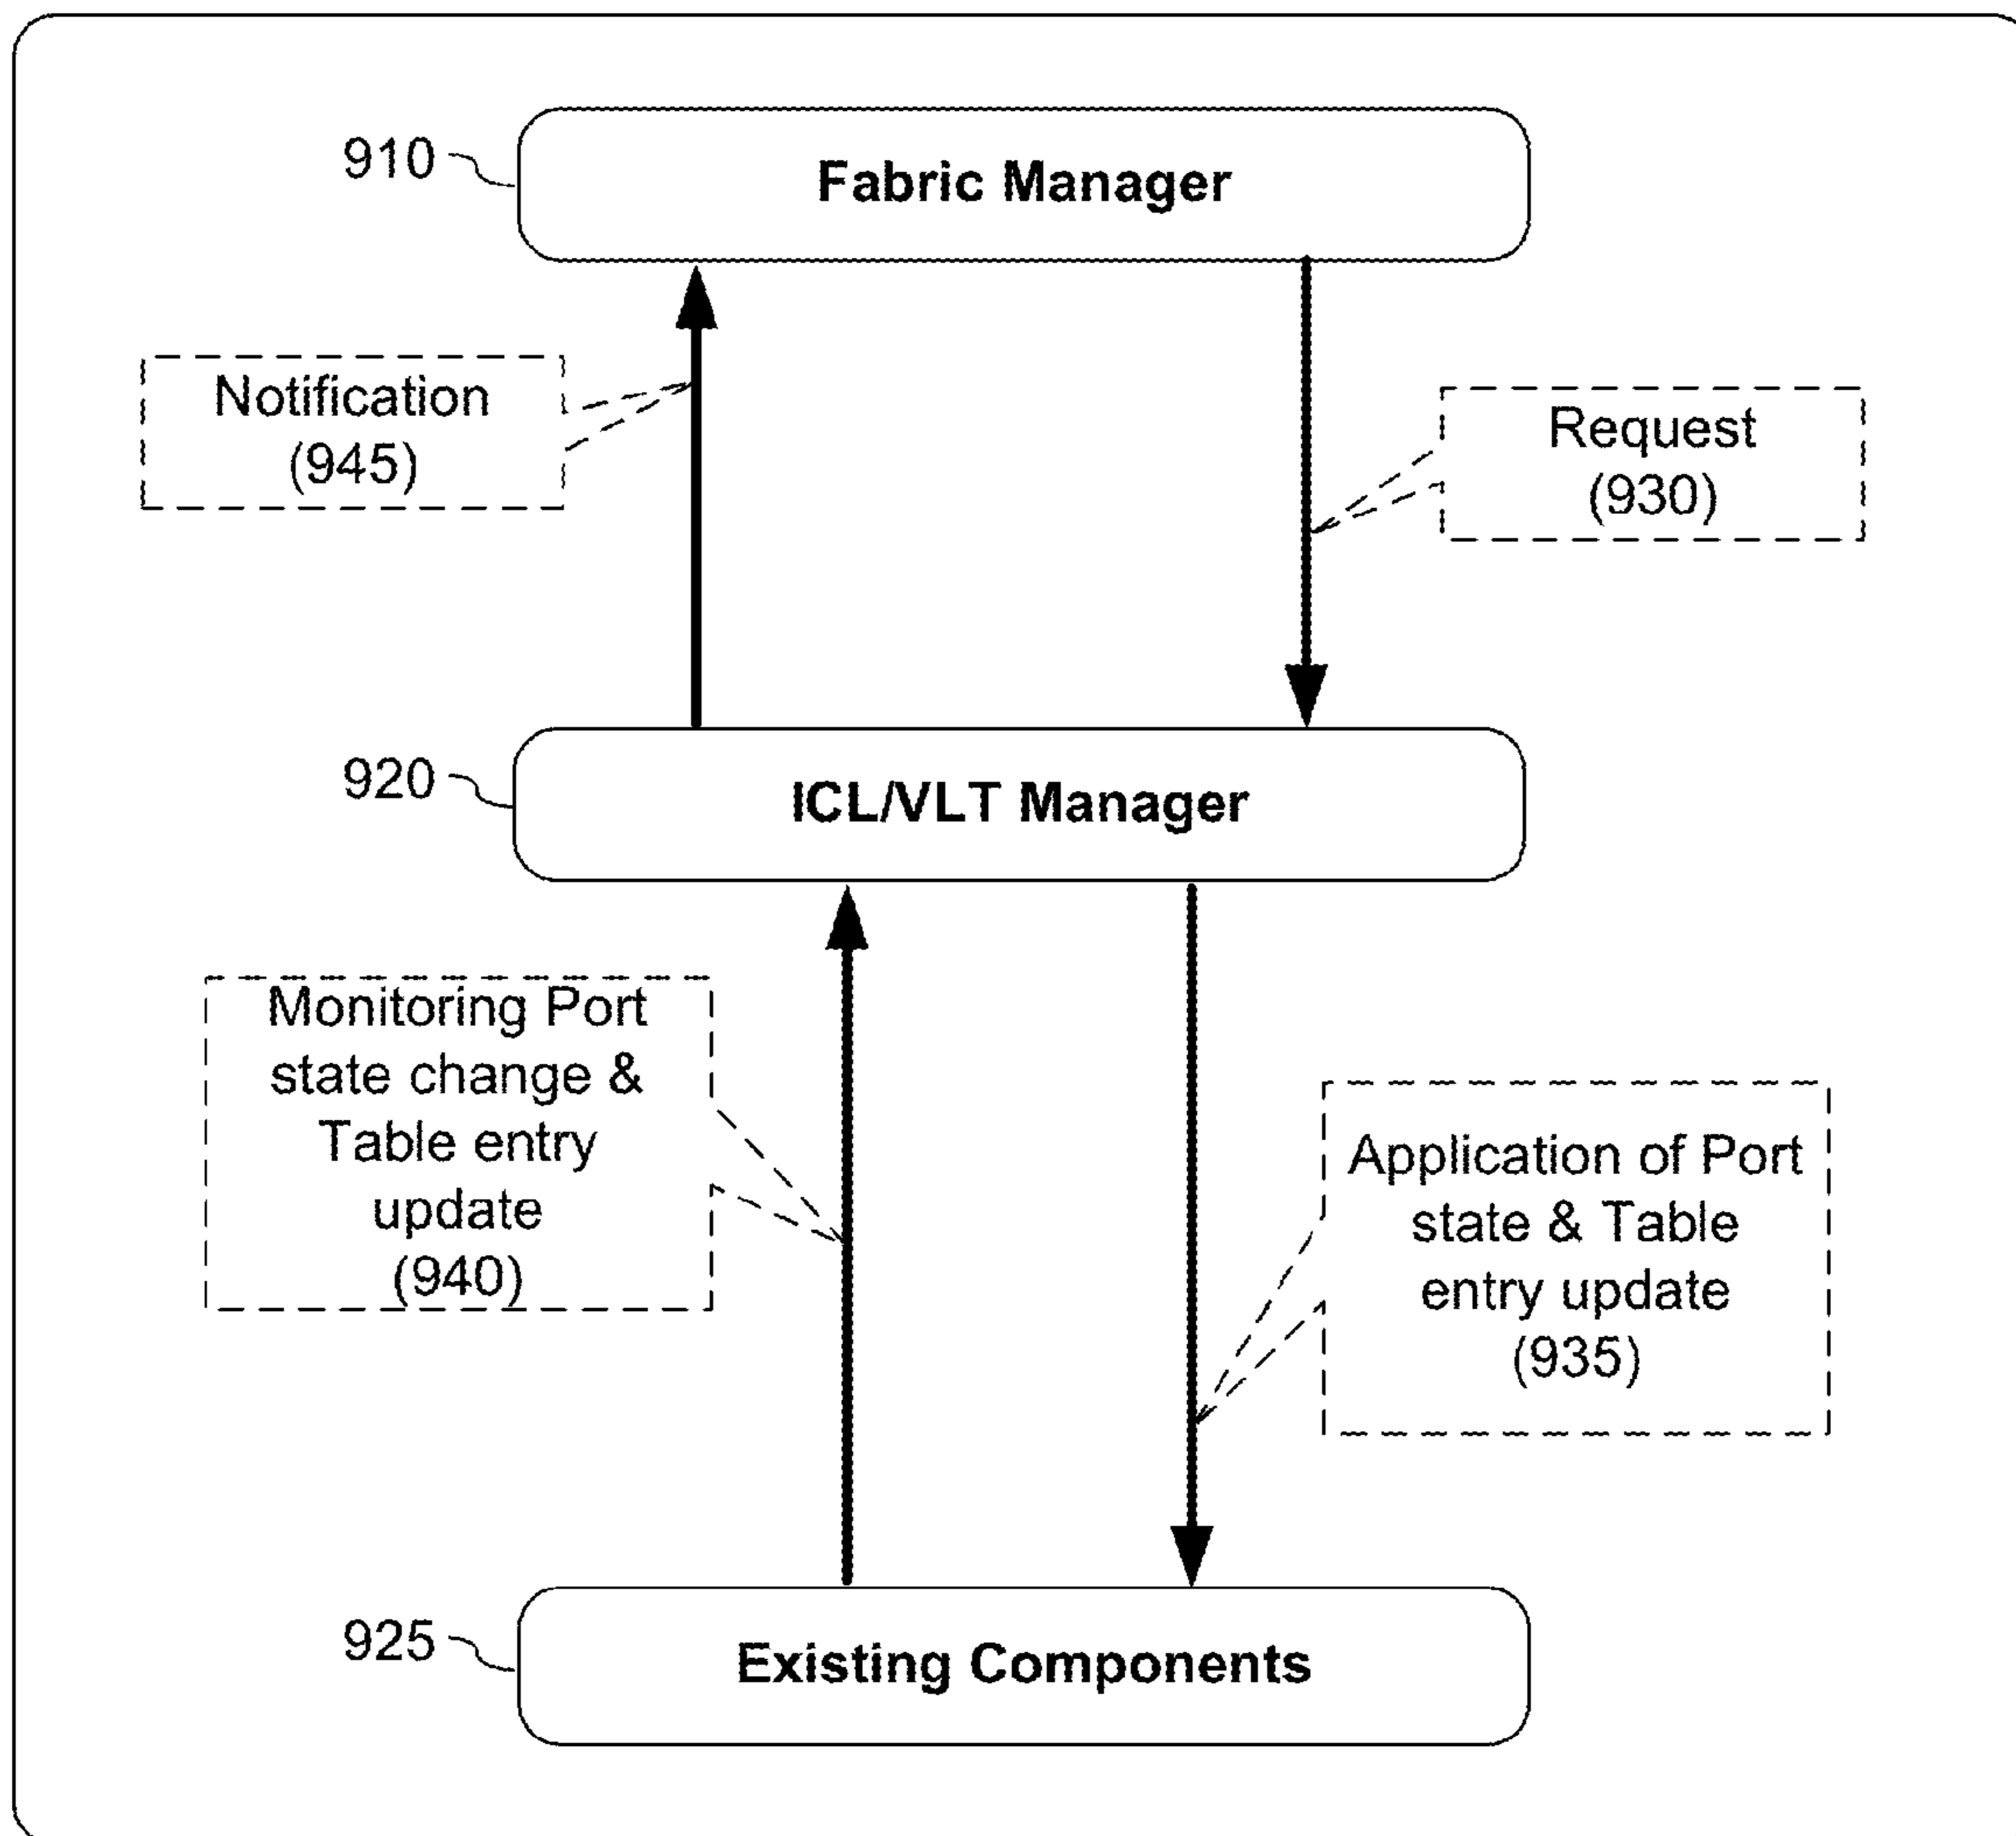 910
Fabric Manager
Notification
(945)
Request
(930)
920
ICL/VLT Manager
Monitoring Port
state change &
Table entry
update
(940)
Application of Port
state & Table
entry update
(935)
925
Existing Components